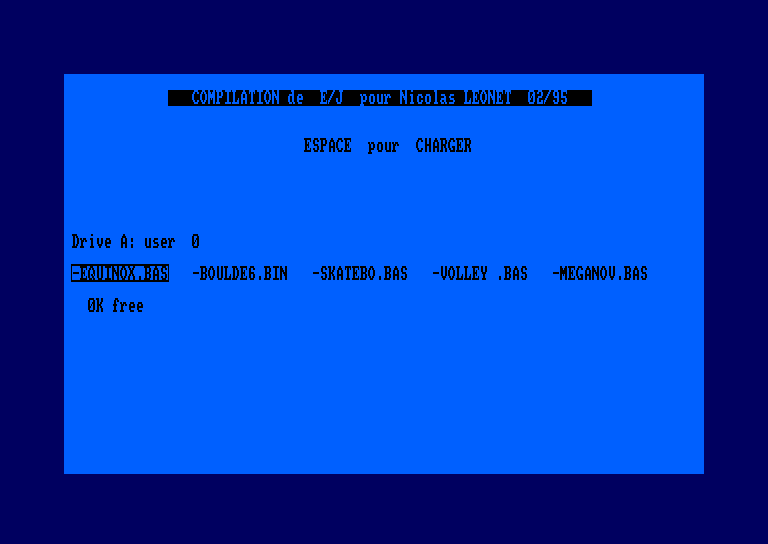 COMPILATION de E/J pour Nicolas LEONET 02/95
ESPACE pour CHARGER
Drive A: user 0
-EQUINOX.BAS -BOULDE6.BIN -SKATEBO.BAS -VOLLEY .BAS -MEGANOV.BAS
0K free